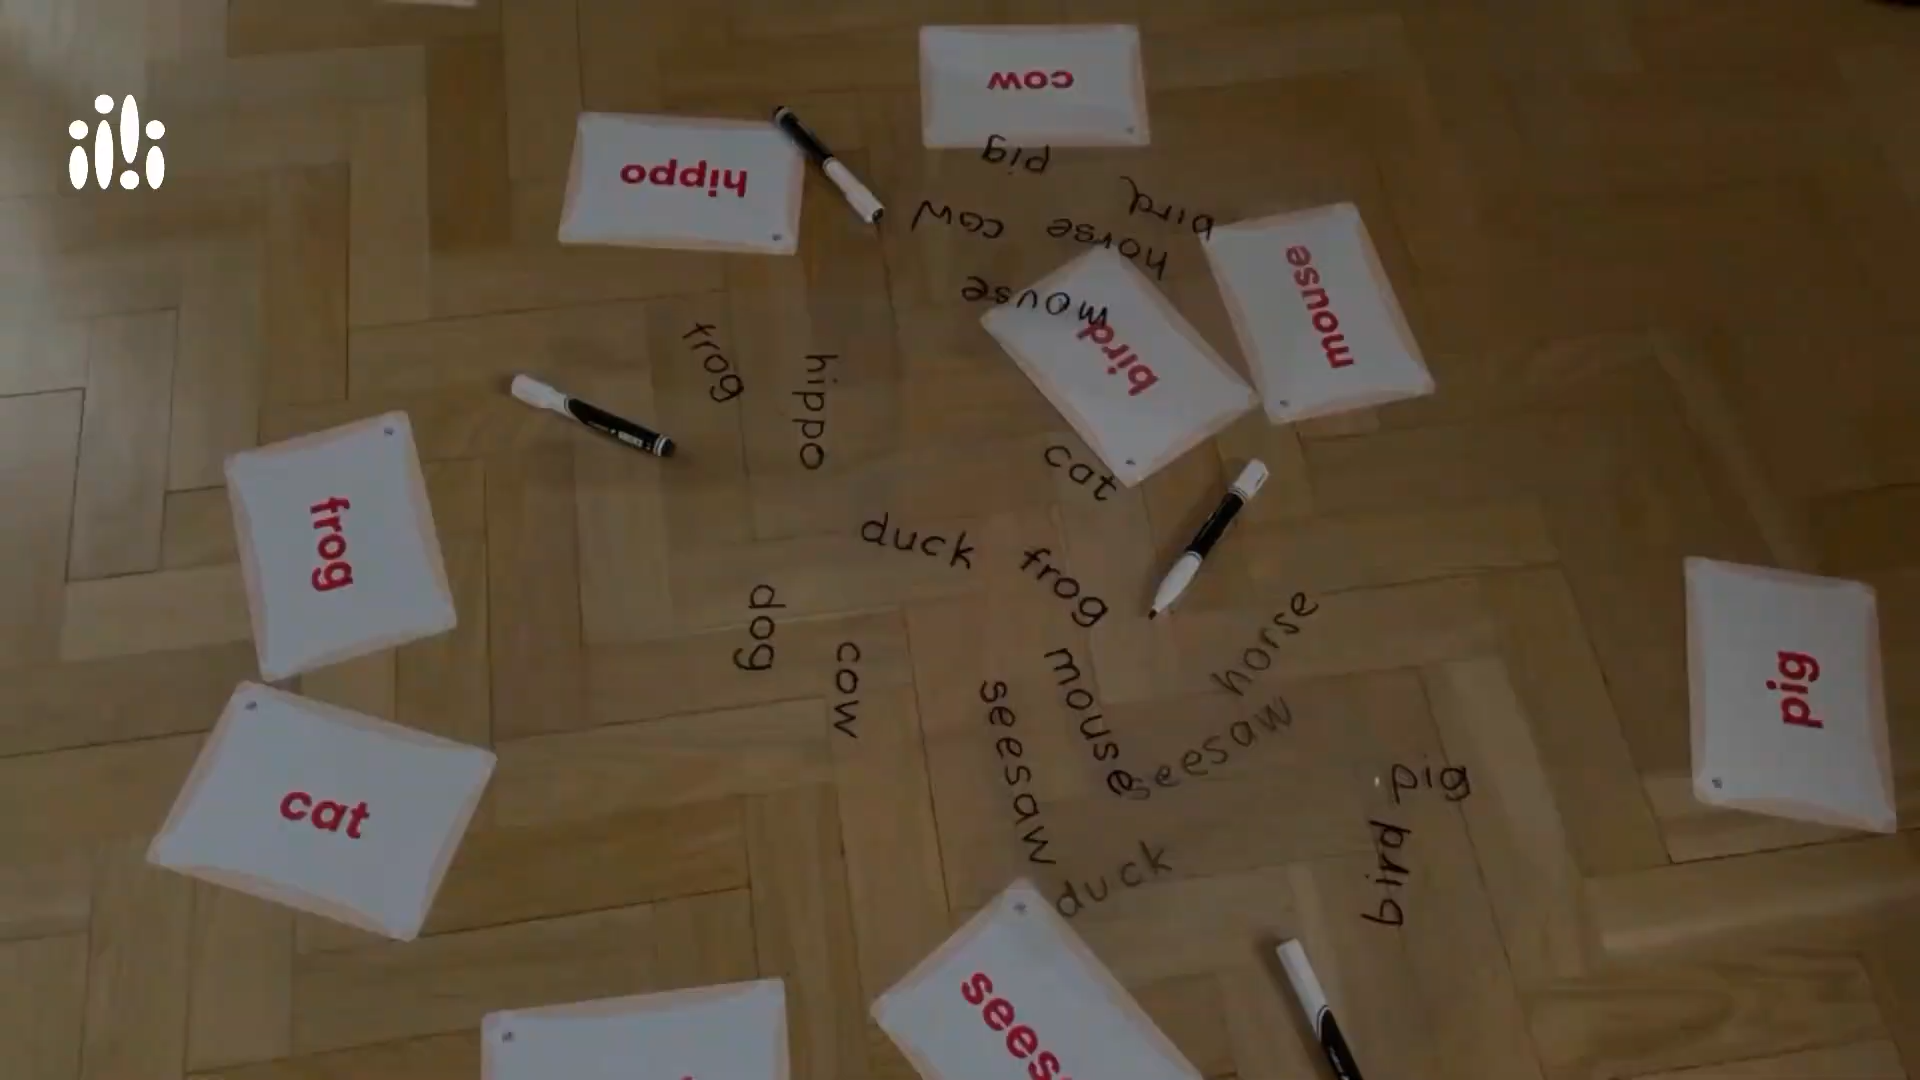 cow
hippo
pig
bird
cow
horse
mouse
mouse
bird
frog
hippo
cat
frog
duck
frog
dog
cow
horse
mouse
seesaw
seesaw
pig
pig
cat
bird
duck
sees